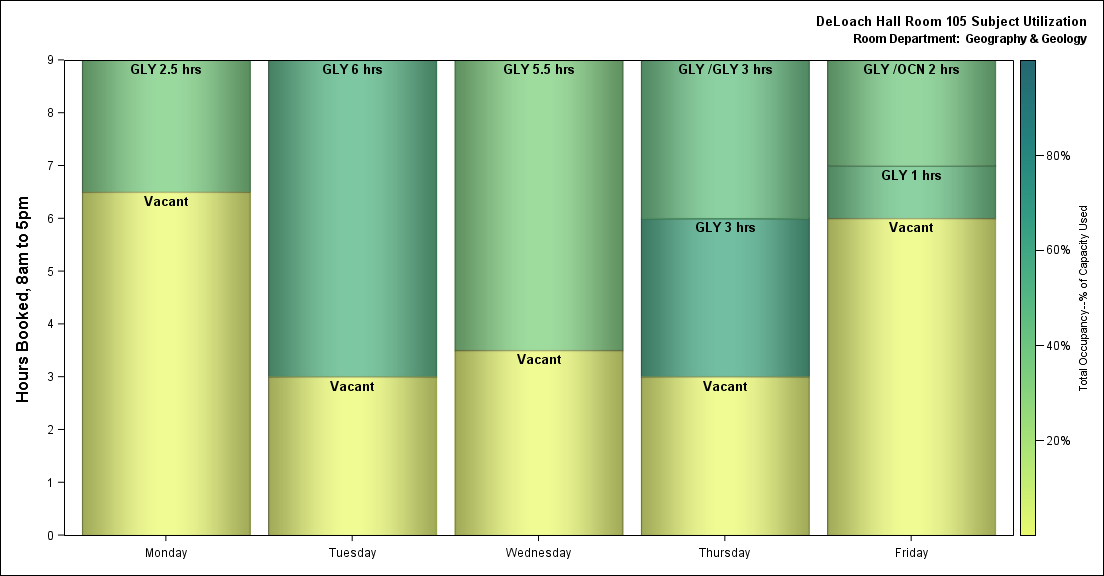 DeLoach Hall Room 105 Subject Utilization
Room Department: Geography & Geology
Hours Booked, 8am to 5pm
9
8
7
6
5
4
3
2
1
0
GLY 2.5 hrs
Vacant
GLY 6 hrs
Vacant
GLY 5.5 hrs
Vacant
GLY /GLY 3 hrs
GLY 3 hrs
Vacant
GLY /OCN 2 hrs
GLY 1 hrs
Vacant
Monday
Tuesday
Wednesday
Thursday
Friday
80%
60%
40%
20%
Total Occupancy--% of Capacity Used